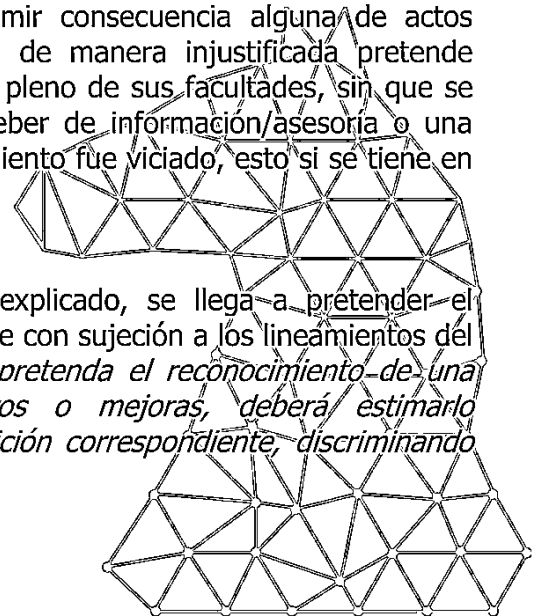 mir consecuencia alguna de actos
de manera injustificada pretende
pleno de sus facultades, sin que se
eber de información/asesoría o una
iento fue viciado, esto si se tiene en
explicado, se llega a pretender el
e con sujeción a los lineamientos del
pretenda el reconocimiento de una
os o mejoras, deberá estimarlo
ición correspondiente, discriminando